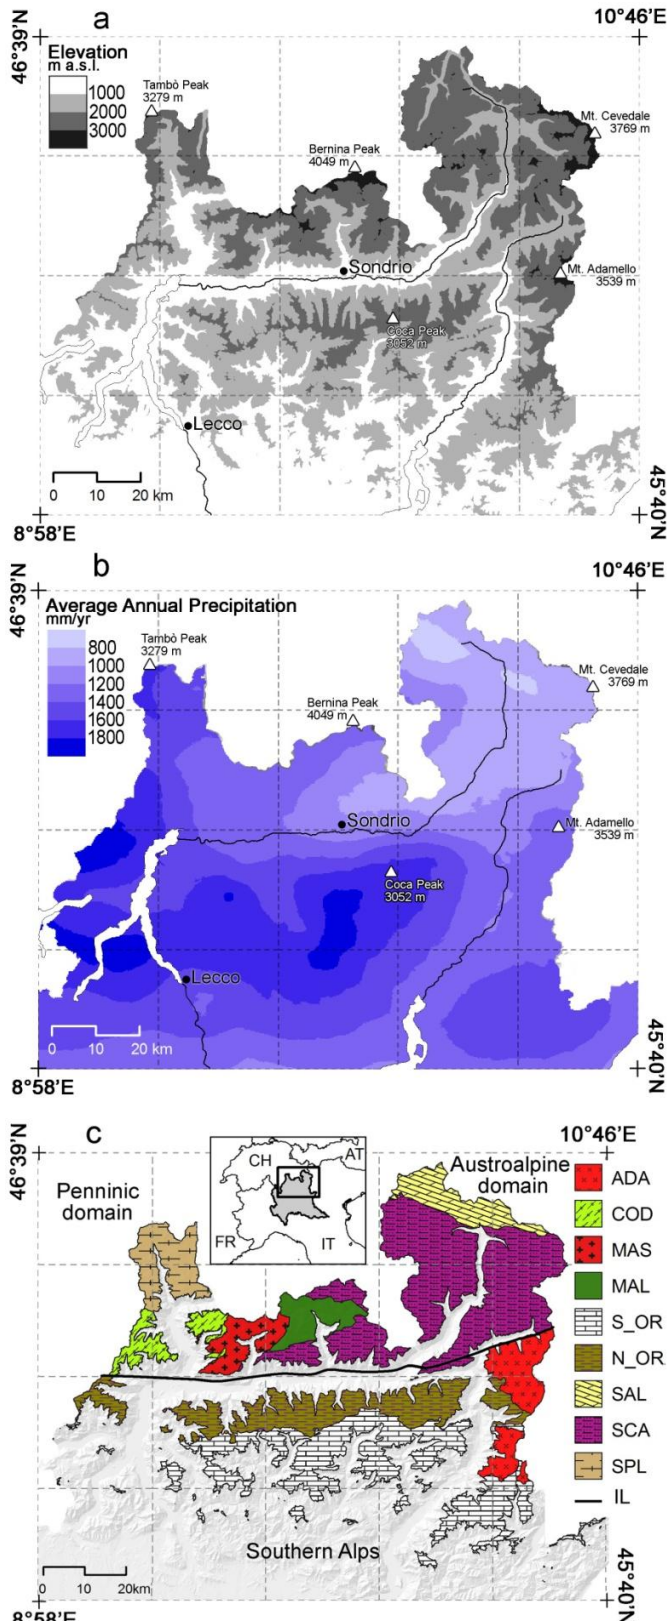 a
46°39'N
10°46'E
Elevation
m a.s.l.
1000
2000
3000
Tambò Peak
3279 m
Mt. Cevedale
3769 m
Bernina Peak
4049 m
Sondrio
Mt. Adamello
3539 m
Coca Peak
3052 m
Lecco
0 10 20 km
8°58'E
45°40'N
b
46°39'N
10°46'E
Average Annual Precipitation
mm/yr
800
1000
1200
1400
1600
1800
Tambò Peak
3279 m
Mt. Cevedale
3769 m
Bernina Peak
4049 m
Sondrio
Mt. Adamello
3539 m
Coca Peak
3052 m
Lecco
0 10 20 km
8°58'E
45°40'N
c
46°39'N
10°46'E
CH
AT
FR
IT
Penninic
domain
Austroalpine
domain
ADA
COD
MAS
MAL
S_OR
N_OR
SAL
SCA
SPL
IL
Southern Alps
0 10 20km
8°58'E
45°40'N